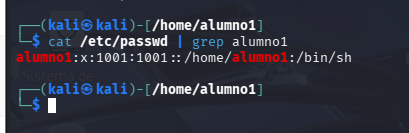 ┌──(kali㉿kali)-[/home/alumno1]
└─$ cat /etc/passwd | grep alumno1
alumno1:x:1001:1001::/home/alumno1:/bin/sh
┌──(kali㉿kali)-[/home/alumno1]
└─$